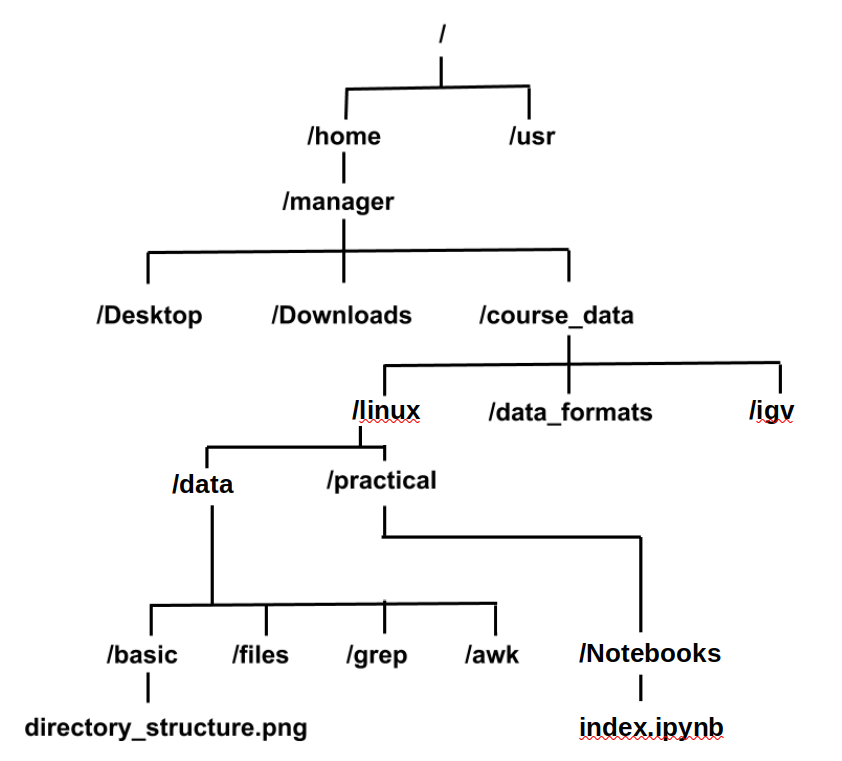 /
/home /usr
/manager
/Desktop /Downloads /course_data
/linux /data_formats /igv
/data /practical
/basic /files /grep /awk /Notebooks
directory_structure.png index.ipynb